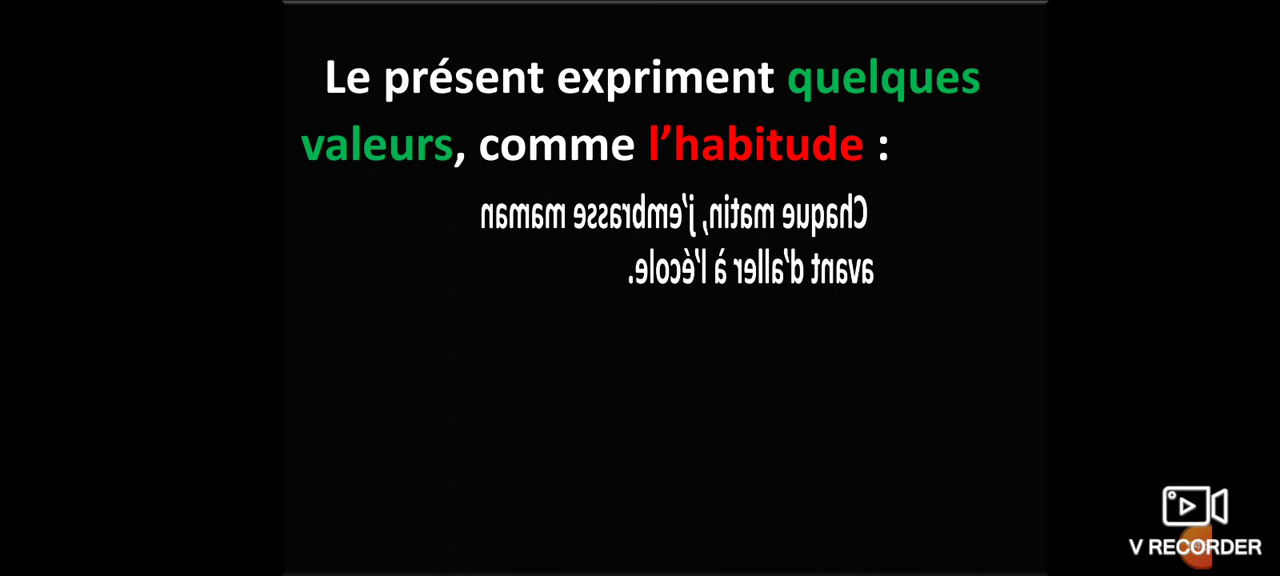 Le présent expriment quelques
valeurs, comme l’habitude :
Chaque matin, j’embrasse maman
avant d’aller à l’école.
V RECORDER